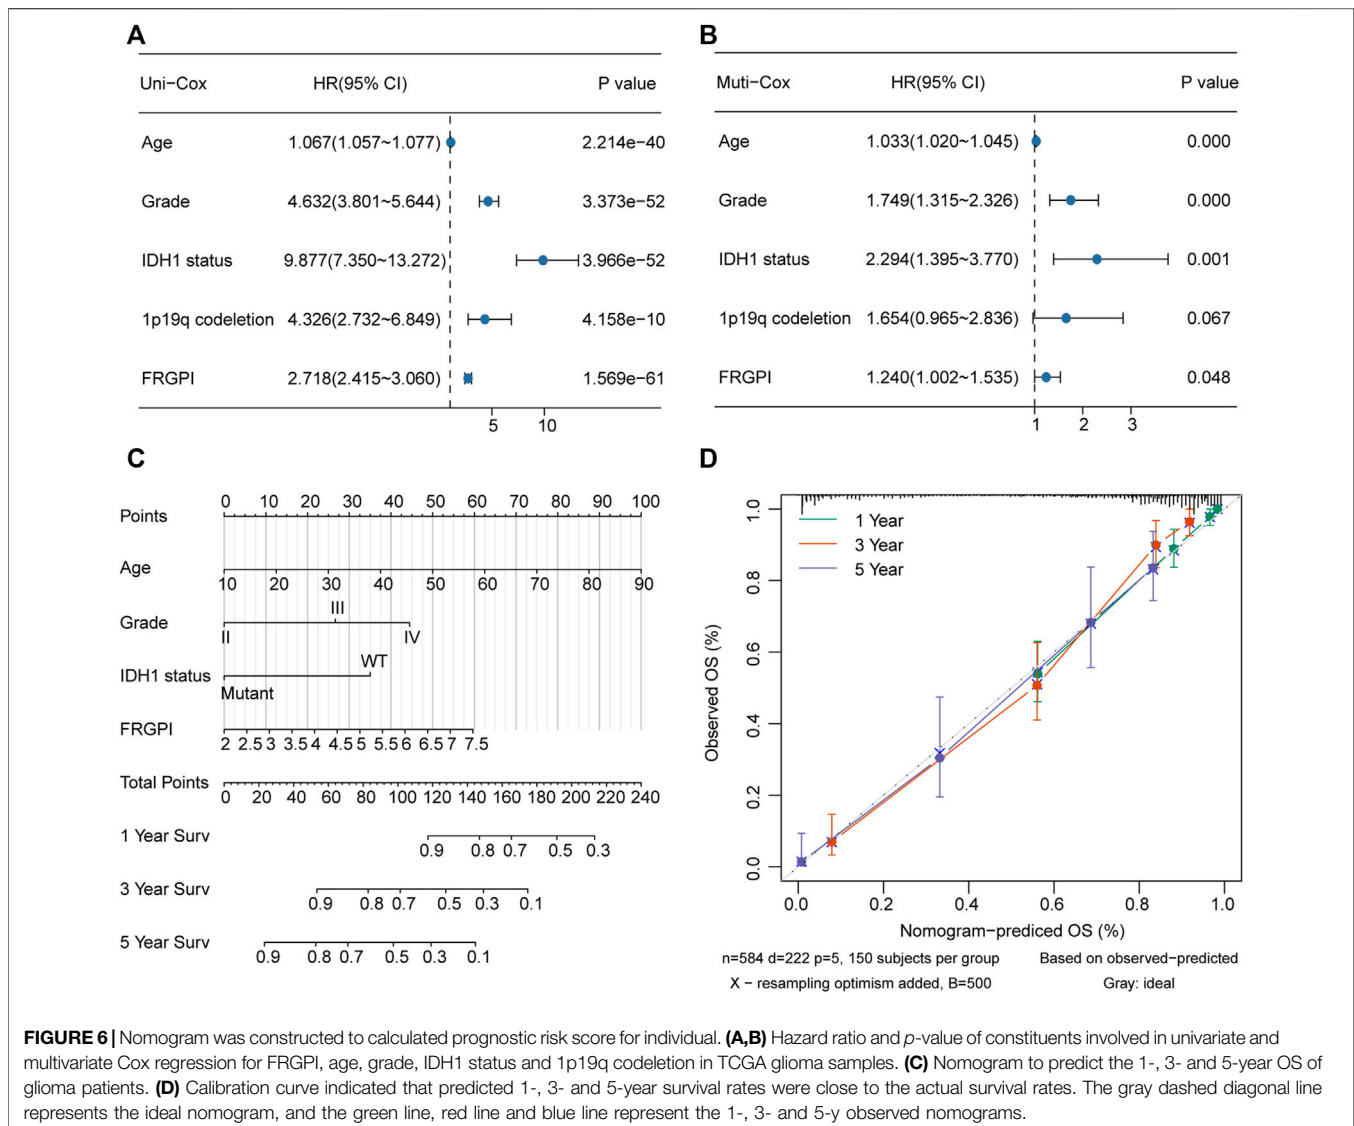 A
Uni−Cox HR(95% CI) P value
Age 1.067(1.057~1.077) 2.214e−40
Grade 4.632(3.801~5.644) 3.373e−52
IDH1 status 9.877(7.350~13.272) 3.966e−52
1p19q codeletion 4.326(2.732~6.849) 4.158e−10
FRGPI 2.718(2.415~3.060) 1.569e−61
5 10
B
Muti−Cox HR(95% CI) P value
Age 1.033(1.020~1.045) 0.000
Grade 1.749(1.315~2.326) 0.000
IDH1 status 2.294(1.395~3.770) 0.001
1p19q codeletion 1.654(0.965~2.836) 0.067
FRGPI 1.240(1.002~1.535) 0.048
1 2 3
C
0 10 20 30 40 50 60 70 80 90 100
Points
Age
10 20 30 40 50 60 70 80 90
III
Grade
II IV
WT
IDH1 status
Mutant
FRGPI
2 2.5 3 3.5 4 4.5 5 5.5 6 6.5 7 7.5
Total Points
0 20 40 60 80 100 120 140 160 180 200 220 240
1 Year Surv
0.9 0.8 0.7 0.5 0.3
3 Year Surv
0.9 0.8 0.7 0.5 0.3 0.1
5 Year Surv
0.9 0.8 0.7 0.5 0.3 0.1
D
1 Year
3 Year
5 Year
Observed OS (%)
1.0
0.8
0.6
0.4
0.2
0.0
0.0 0.2 0.4 0.6 0.8 1.0
Nomogram−prediced OS (%)
n=584 d=222 p=5, 150 subjects per group Based on observed−predicted
X − resampling optimism added, B=500 Gray: ideal
FIGURE 6 | Nomogram was constructed to calculated prognostic risk score for individual. (A,B) Hazard ratio and p-value of constituents involved in univariate and
multivariate Cox regression for FRGPI, age, grade, IDH1 status and 1p19q codeletion in TCGA glioma samples. (C) Nomogram to predict the 1-, 3- and 5-year OS of
glioma patients. (D) Calibration curve indicated that predicted 1-, 3- and 5-year survival rates were close to the actual survival rates. The gray dashed diagonal line
represents the ideal nomogram, and the green line, red line and blue line represent the 1-, 3- and 5-y observed nomograms.